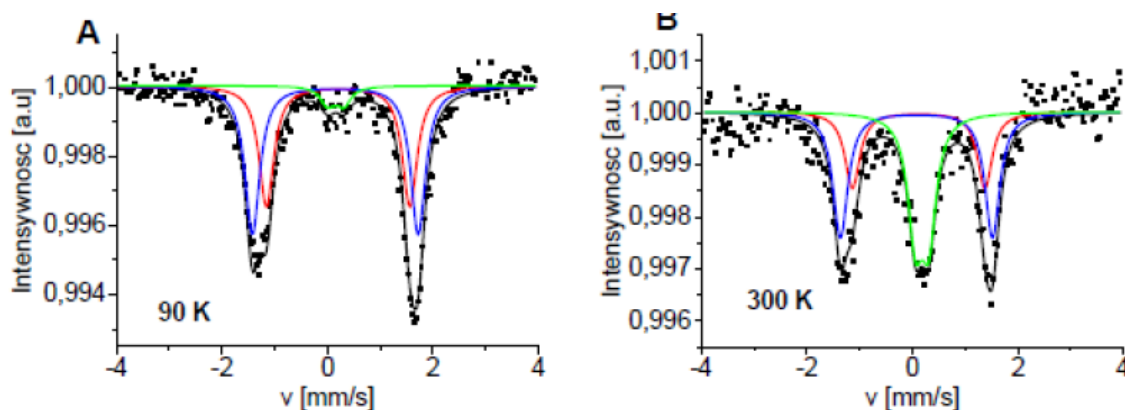 A
Intensywnosc [a.u]
1,000
0,998
0,996
0,994
90 K
-4 -2 0 2 4
v [mm/s]
B
Intensywnosc [a.u.]
1,001
1,000
0,999
0,998
0,997
0,996
300 K
-4 -2 0 2 4
v [mm/s]